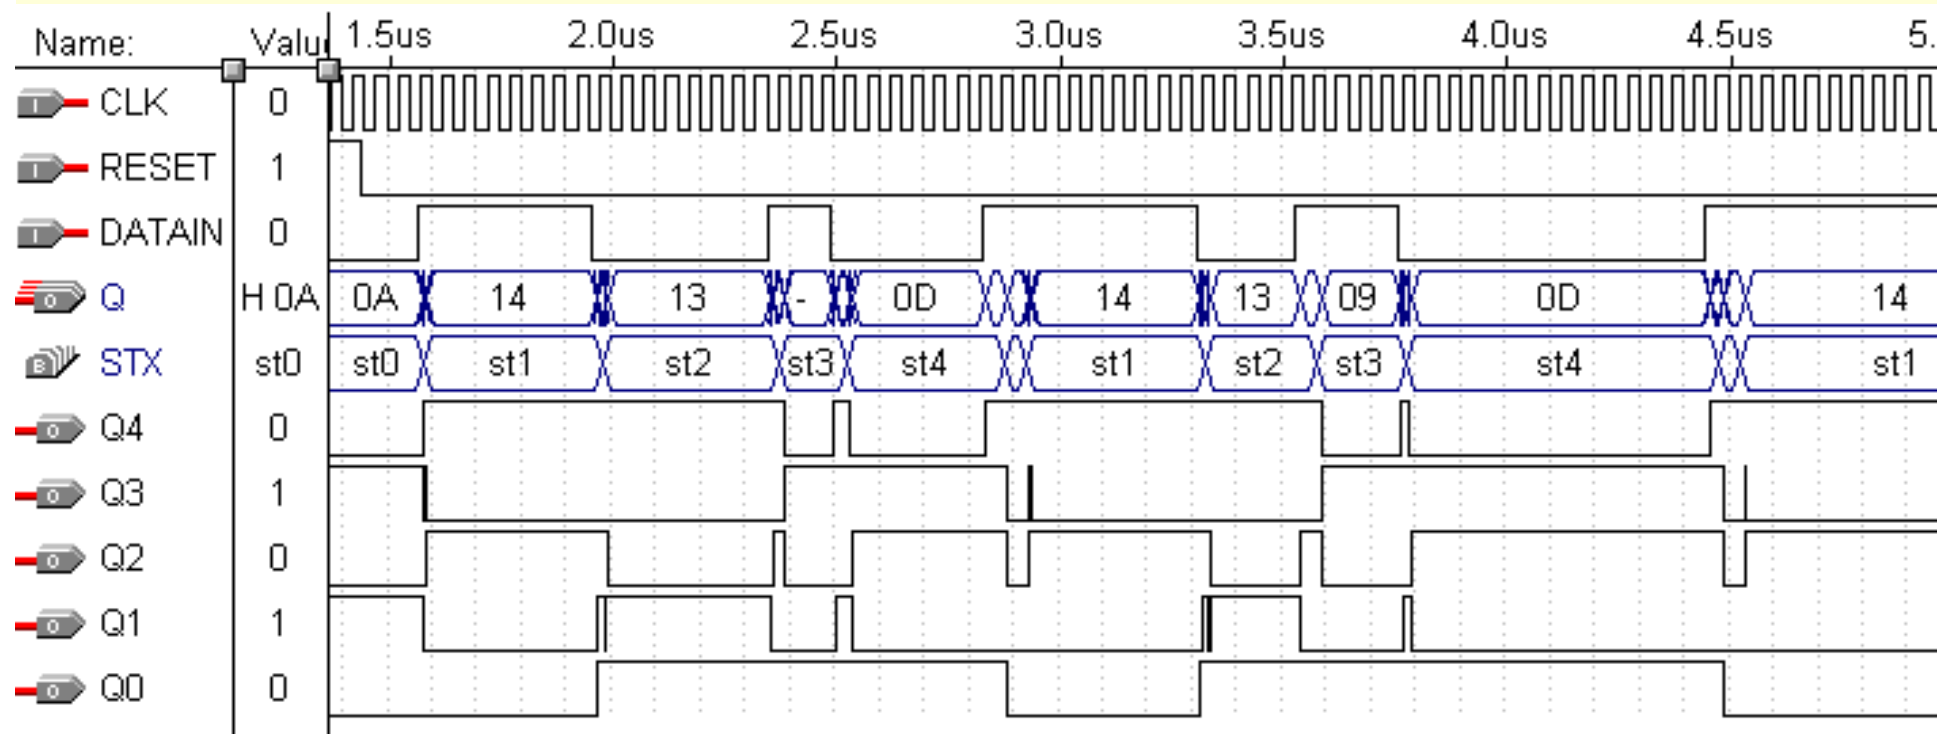 Name: Valu 1.5us 2.0us 2.5us 3.0us 3.5us 4.0us 4.5us 5.
I CLK 0
I RESET 1
I DATAIN 0
O Q H 0A 0A 14 13 - 0D 14 13 09 0D 14
B STX st0 st0 st1 st2 st3 st4 st1 st2 st3 st4 st1
O Q4 0
O Q3 1
O Q2 0
O Q1 1
O Q0 0